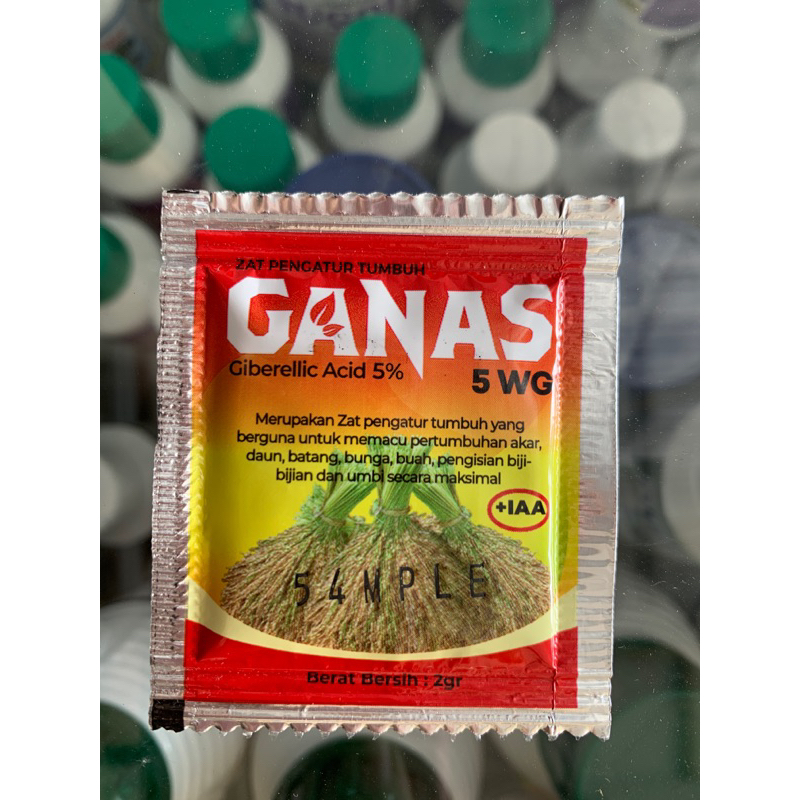 ZAT PENGATUR TUMBUH
GANAS
Giberellic Acid 5%
5 WG
Merupakan Zat pengatur tumbuh yang
berguna untuk memacu pertumbuhan akar,
daun, batang, bunga, buah, pengisian biji-
bijian dan umbi secara maksimal
+IAA
54MPLE
Berat Bersih : 2gr